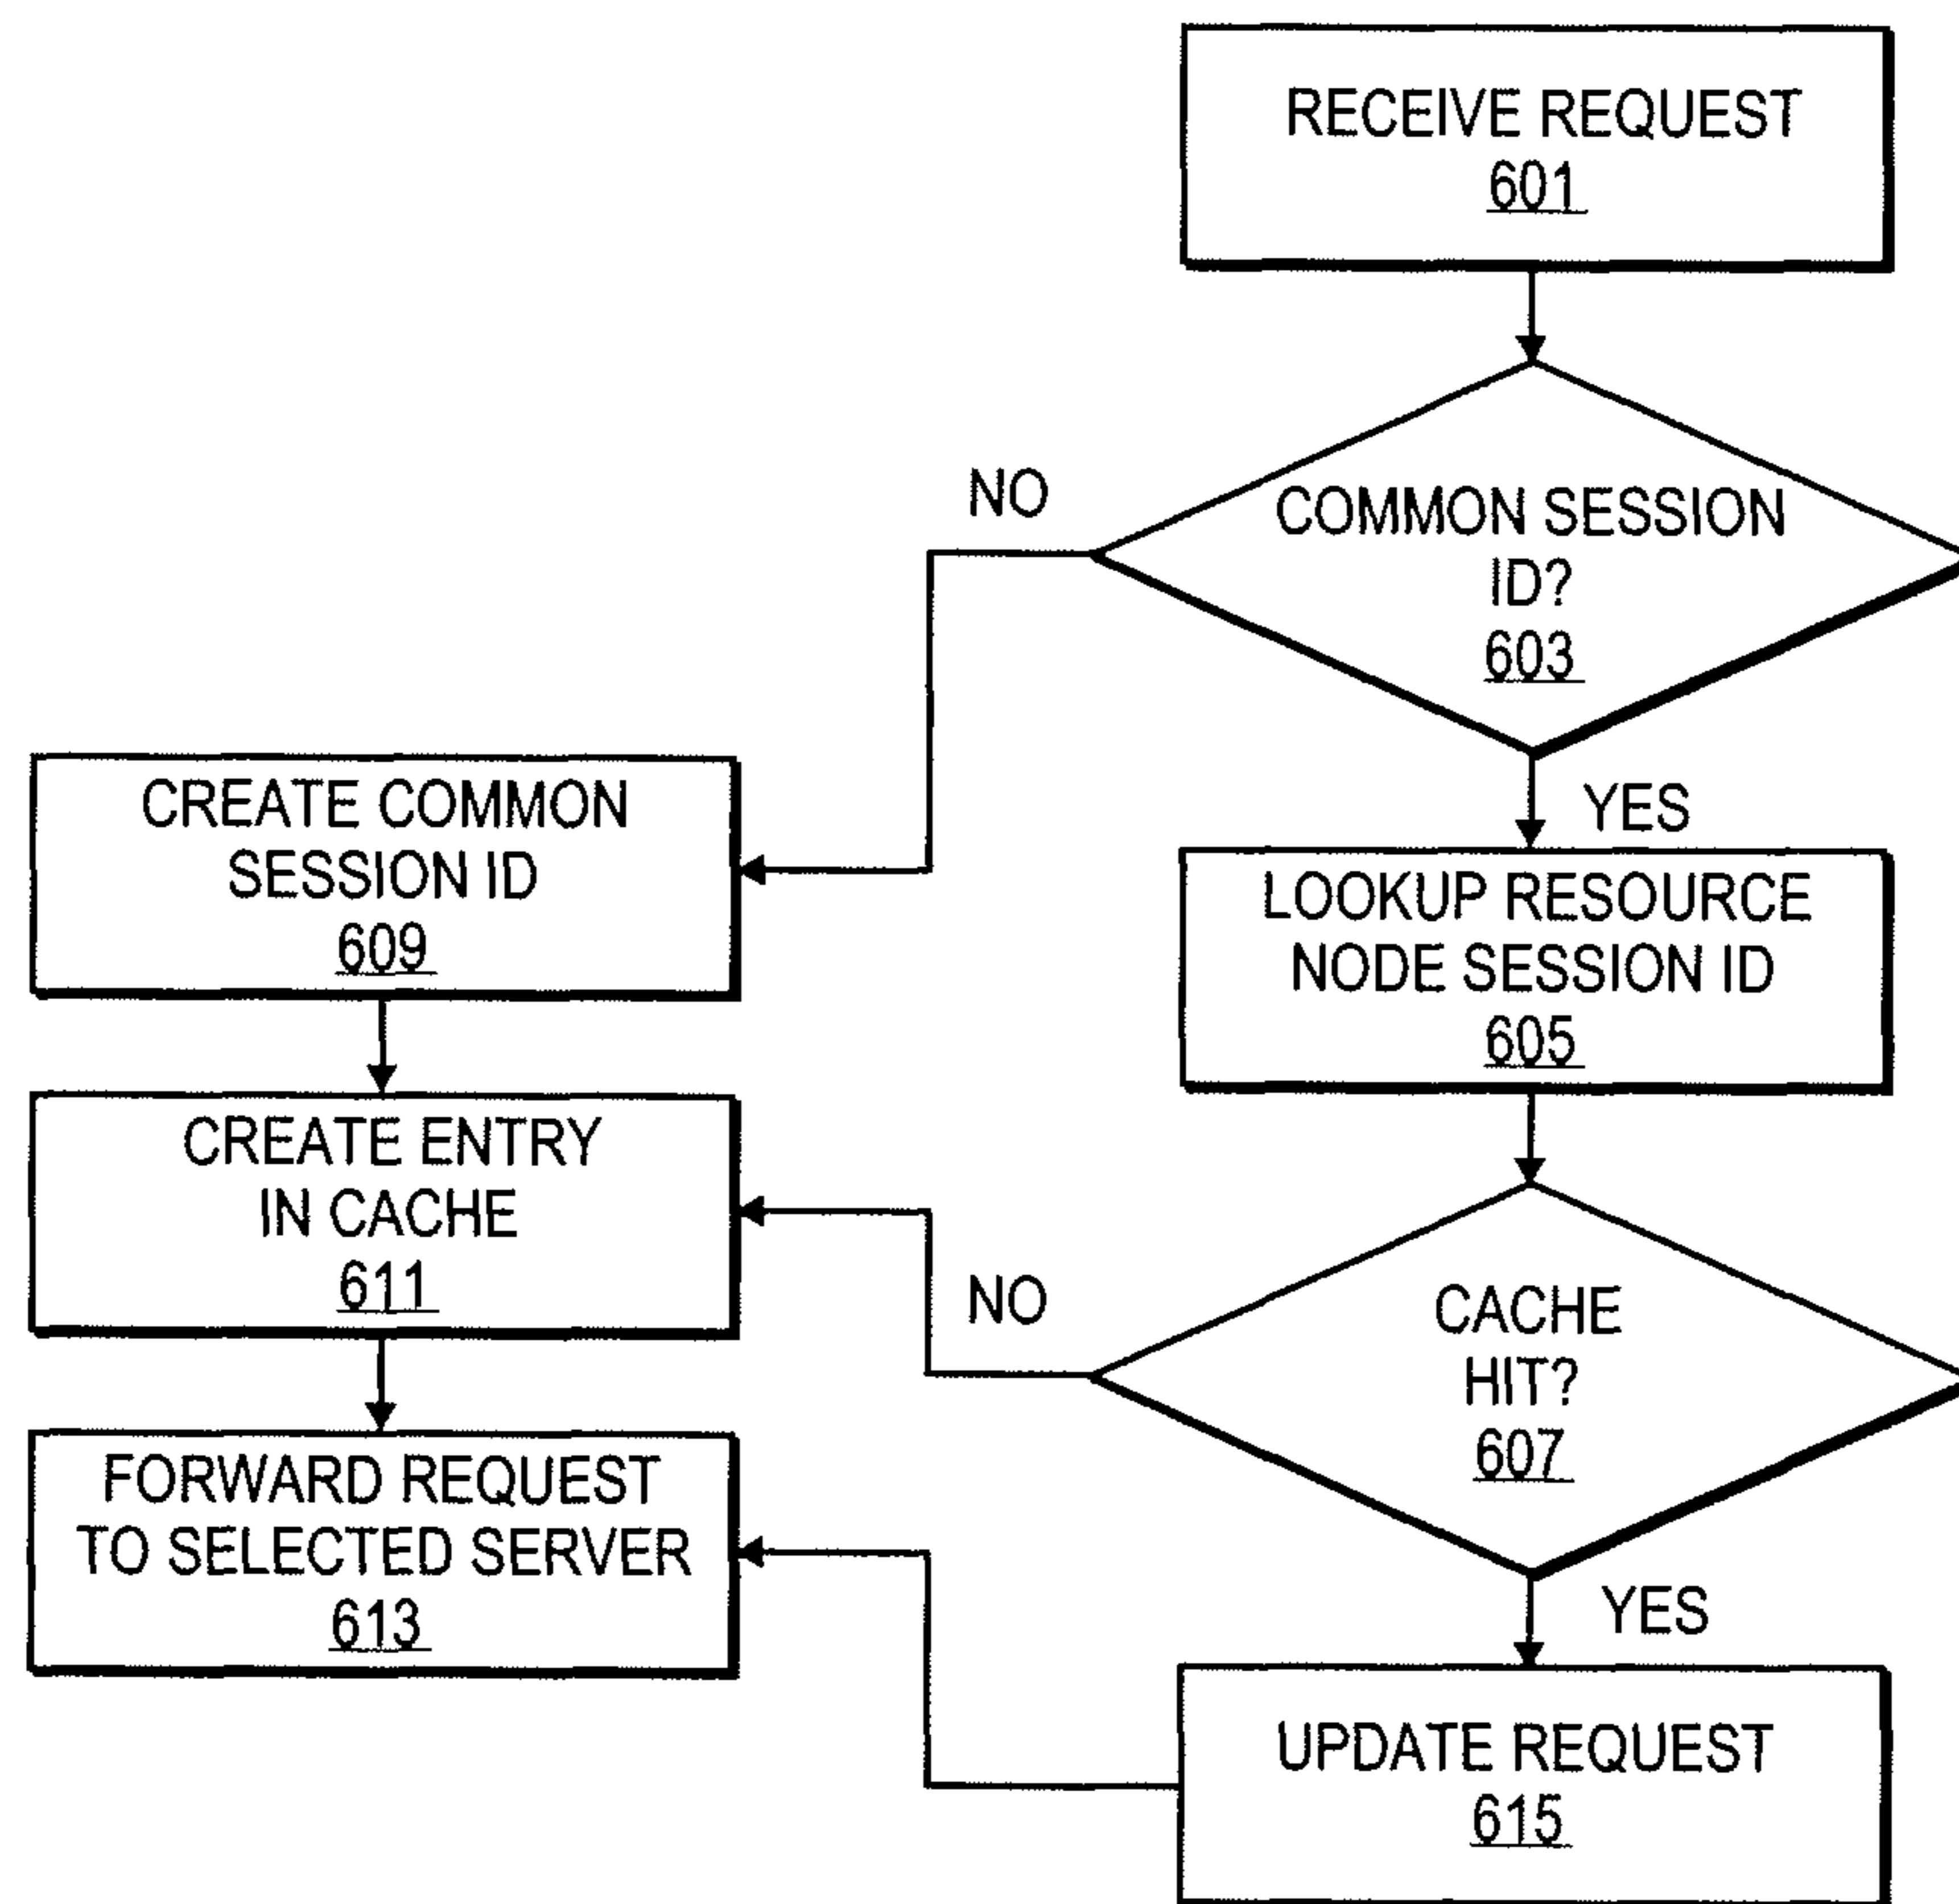 RECEIVE REQUEST
601
COMMON SESSION
ID?
603
NO
YES
CREATE COMMON
SESSION ID
609
LOOKUP RESOURCE
NODE SESSION ID
605
CREATE ENTRY
IN CACHE
611
NO
CACHE
HIT?
607
YES
FORWARD REQUEST
TO SELECTED SERVER
613
UPDATE REQUEST
615